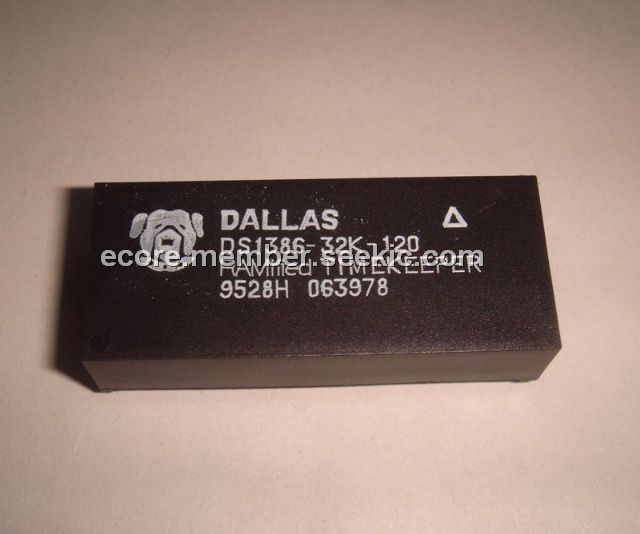 DALLAS
DS1386-32K-120
ecore.member.seekic.com
RAMified TIMEKEEPER
9528H 063978